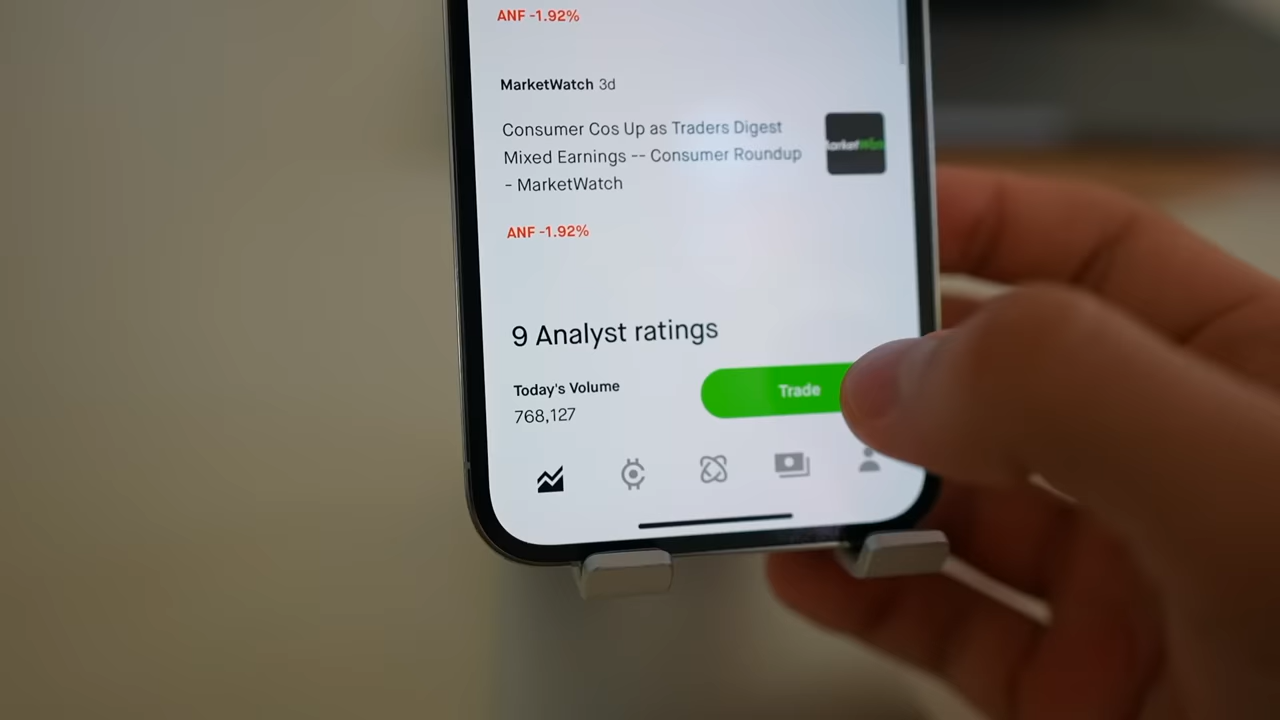 ANF -1.92%
MarketWatch 3d
Consumer Cos Up as Traders Digest
Mixed Earnings -- Consumer Roundup
- MarketWatch
MarketWatch
ANF -1.92%
9 Analyst ratings
Today's Volume
Trade
768,127